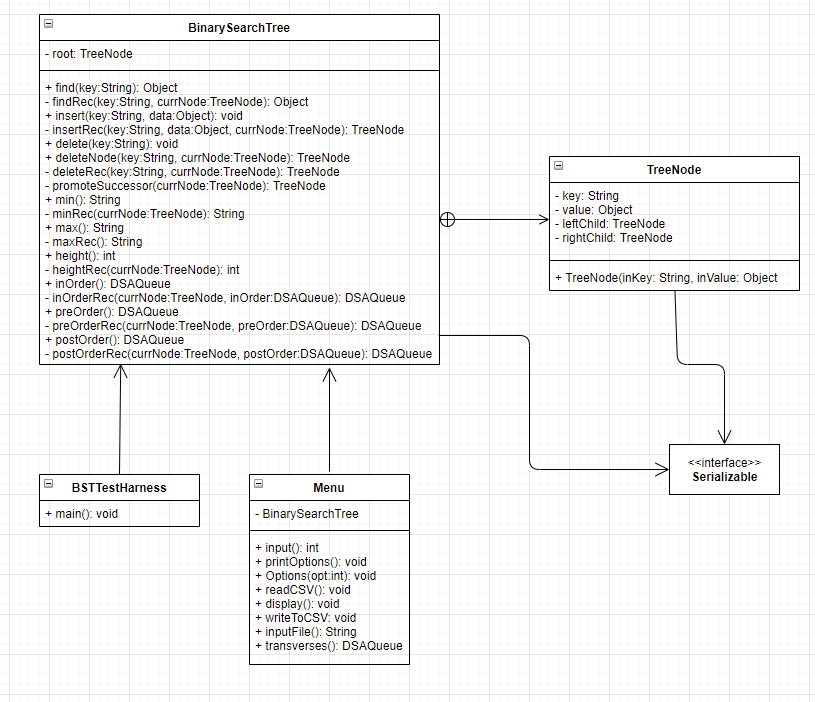 BinarySearchTree
- root: TreeNode
+ find(key:String): Object
- findRec(key:String, currNode:TreeNode): Object
+ insert(key:String, data:Object): void
- insertRec(key:String, data:Object, currNode:TreeNode): TreeNode
+ delete(key:String): void
+ deleteNode(key:String, currNode:TreeNode): TreeNode
- deleteRec(key:String, currNode:TreeNode): TreeNode
- promoteSuccessor(currNode:TreeNode): TreeNode
+ min(): String
- minRec(currNode:TreeNode): String
+ max(): String
- maxRec(): String
+ height(): int
- heightRec(currNode:TreeNode): int
+ inOrder(): DSAQueue
- inOrderRec(currNode:TreeNode, inOrder:DSAQueue): DSAQueue
+ preOrder(): DSAQueue
- preOrderRec(currNode:TreeNode, preOrder:DSAQueue): DSAQueue
+ postOrder(): DSAQueue
- postOrderRec(currNode:TreeNode, postOrder:DSAQueue): DSAQueue
TreeNode
- key: String
- value: Object
- leftChild: TreeNode
- rightChild: TreeNode
+ TreeNode(inKey: String, inValue: Object
<<interface>>
Serializable
BSTTestHarness
+ main(): void
Menu
- BinarySearchTree
+ input(): int
+ printOptions(): void
+ Options(opt:int): void
+ readCSV(): void
+ display(): void
+ writeToCSV: void
+ inputFile(): String
+ transverses(): DSAQueue